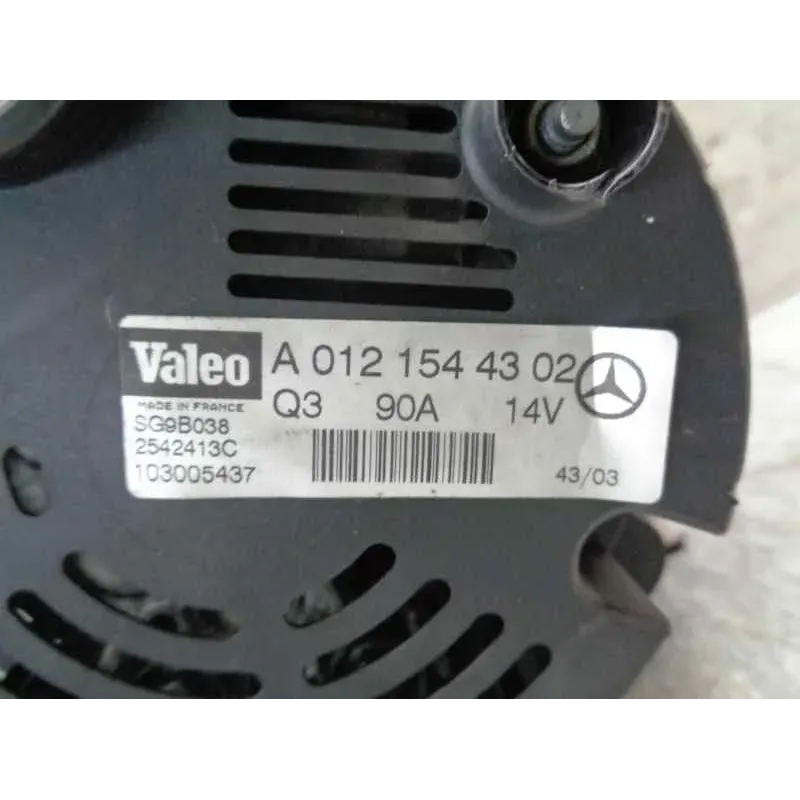 Valeo A 012 154 43 02
MADE IN FRANCE Q3 90A 14V
SG9B038
2542413C
103005437 43/03